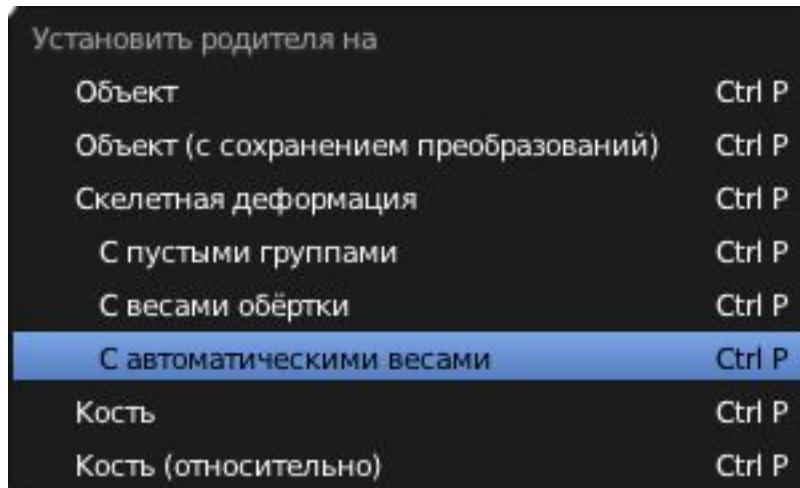 Установить родителя на
Объект Ctrl P
Объект (с сохранением преобразований) Ctrl P
Скелетная деформация Ctrl P
С пустыми группами Ctrl P
С весами обёртки Ctrl P
С автоматическими весами Ctrl P
Кость Ctrl P
Кость (относительно) Ctrl P